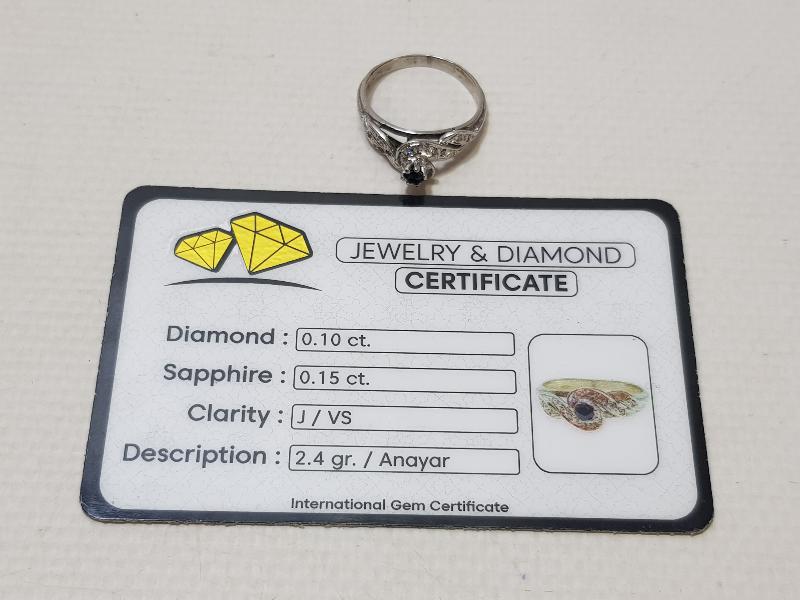 JEWELRY & DIAMOND
CERTIFICATE
Diamond : 0.10 ct.
Sapphire : 0.15 ct.
Clarity : J / VS
Description : 2.4 gr. / Anayar
International Gem Certificate